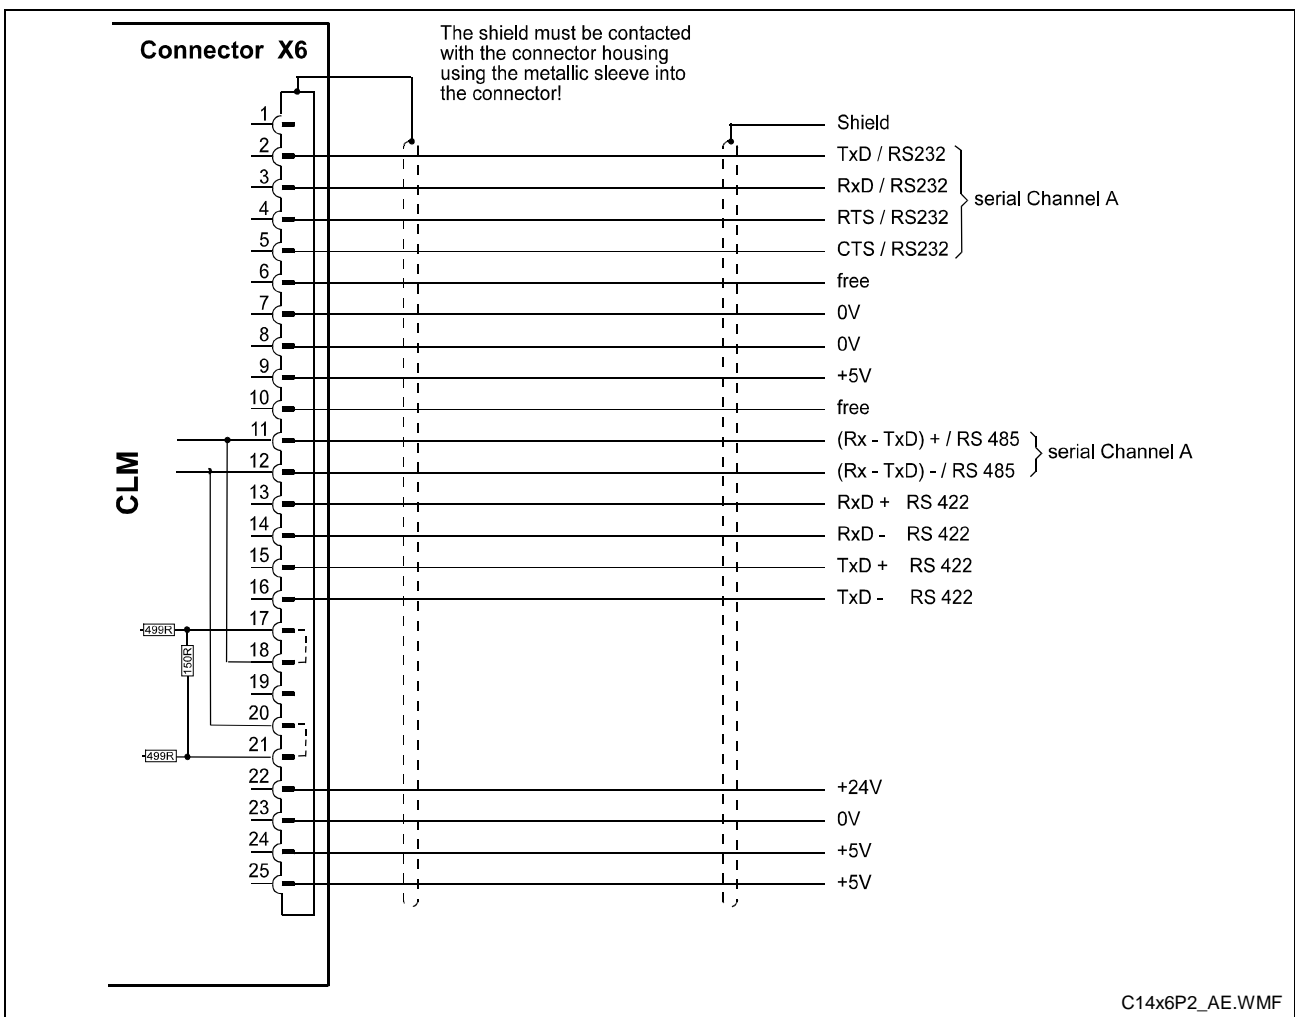 Connector X6
The shield must be contacted
with the connector housing
using the metallic sleeve into
the connector!
1
Shield
2
TxD / RS232
3
RxD / RS232
serial Channel A
4
RTS / RS232
5
CTS / RS232
6
free
7
0V
8
0V
9
+5V
10
free
11
(Rx - TxD) + / RS 485
serial Channel A
12
(Rx - TxD) - / RS 485
CLM
13
RxD + RS 422
14
RxD - RS 422
15
TxD + RS 422
16
TxD - RS 422
17
499R
18
150R
19
20
21
499R
22
+24V
23
0V
24
+5V
25
+5V
C14x6P2_AE.WMF